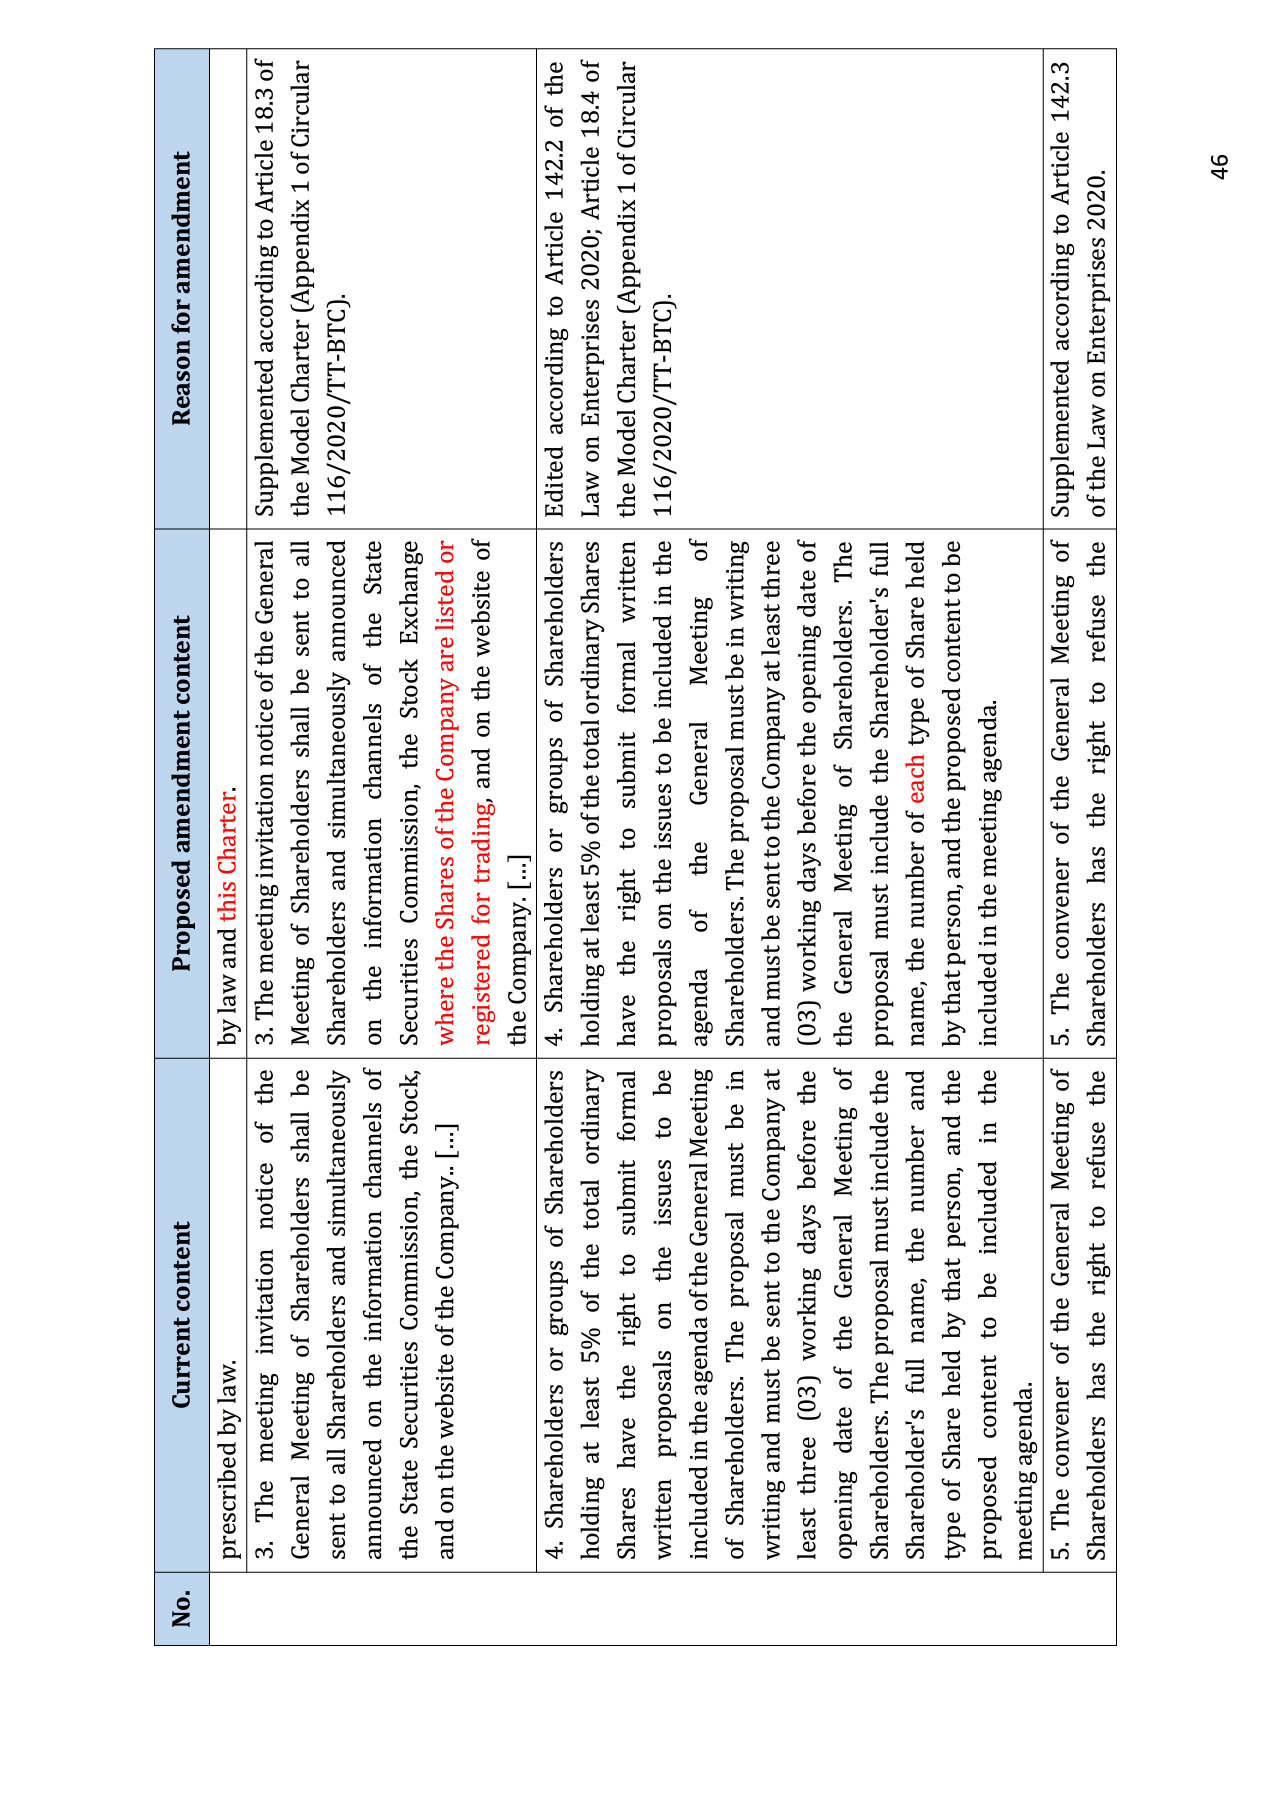 No.
Current content
Proposed amendment content
Reason for amendment
prescribed by law.
by law and this Charter.
3. The meeting invitation notice of the
General Meeting of Shareholders shall be
sent to all Shareholders and simultaneously
announced on the information channels of
the State Securities Commission, the Stock,
and on the website of the Company.. [...]
3. The meeting invitation notice of the General
Meeting of Shareholders shall be sent to all
Shareholders and simultaneously announced
on the information channels of the State
Securities Commission, the Stock Exchange
where the Shares of the Company are listed or
registered for trading, and on the website of
the Company. [...]
Supplemented according to Article 18.3 of
the Model Charter (Appendix 1 of Circular
116/2020/TT-BTC).
4. Shareholders or groups of Shareholders
holding at least 5% of the total ordinary
Shares have the right to submit formal
written proposals on the issues to be
included in the agenda of the General Meeting
of Shareholders. The proposal must be in
writing and must be sent to the Company at
least three (03) working days before the
opening date of the General Meeting of
Shareholders. The proposal must include the
Shareholder's full name, the number and
type of Share held by that person, and the
proposed content to be included in the
meeting agenda.
4. Shareholders or groups of Shareholders
holding at least 5% of the total ordinary Shares
have the right to submit formal written
proposals on the issues to be included in the
agenda of the General Meeting of
Shareholders. The proposal must be in writing
and must be sent to the Company at least three
(03) working days before the opening date of
the General Meeting of Shareholders. The
proposal must include the Shareholder's full
name, the number of each type of Share held
by that person, and the proposed content to be
included in the meeting agenda.
Edited according to Article 142.2 of the
Law on Enterprises 2020; Article 18.4 of
the Model Charter (Appendix 1 of Circular
116/2020/TT-BTC).
5. The convener of the General Meeting of
Shareholders has the right to refuse the
5. The convener of the General Meeting of
Shareholders has the right to refuse the
Supplemented according to Article 142.3
of the Law on Enterprises 2020.
46